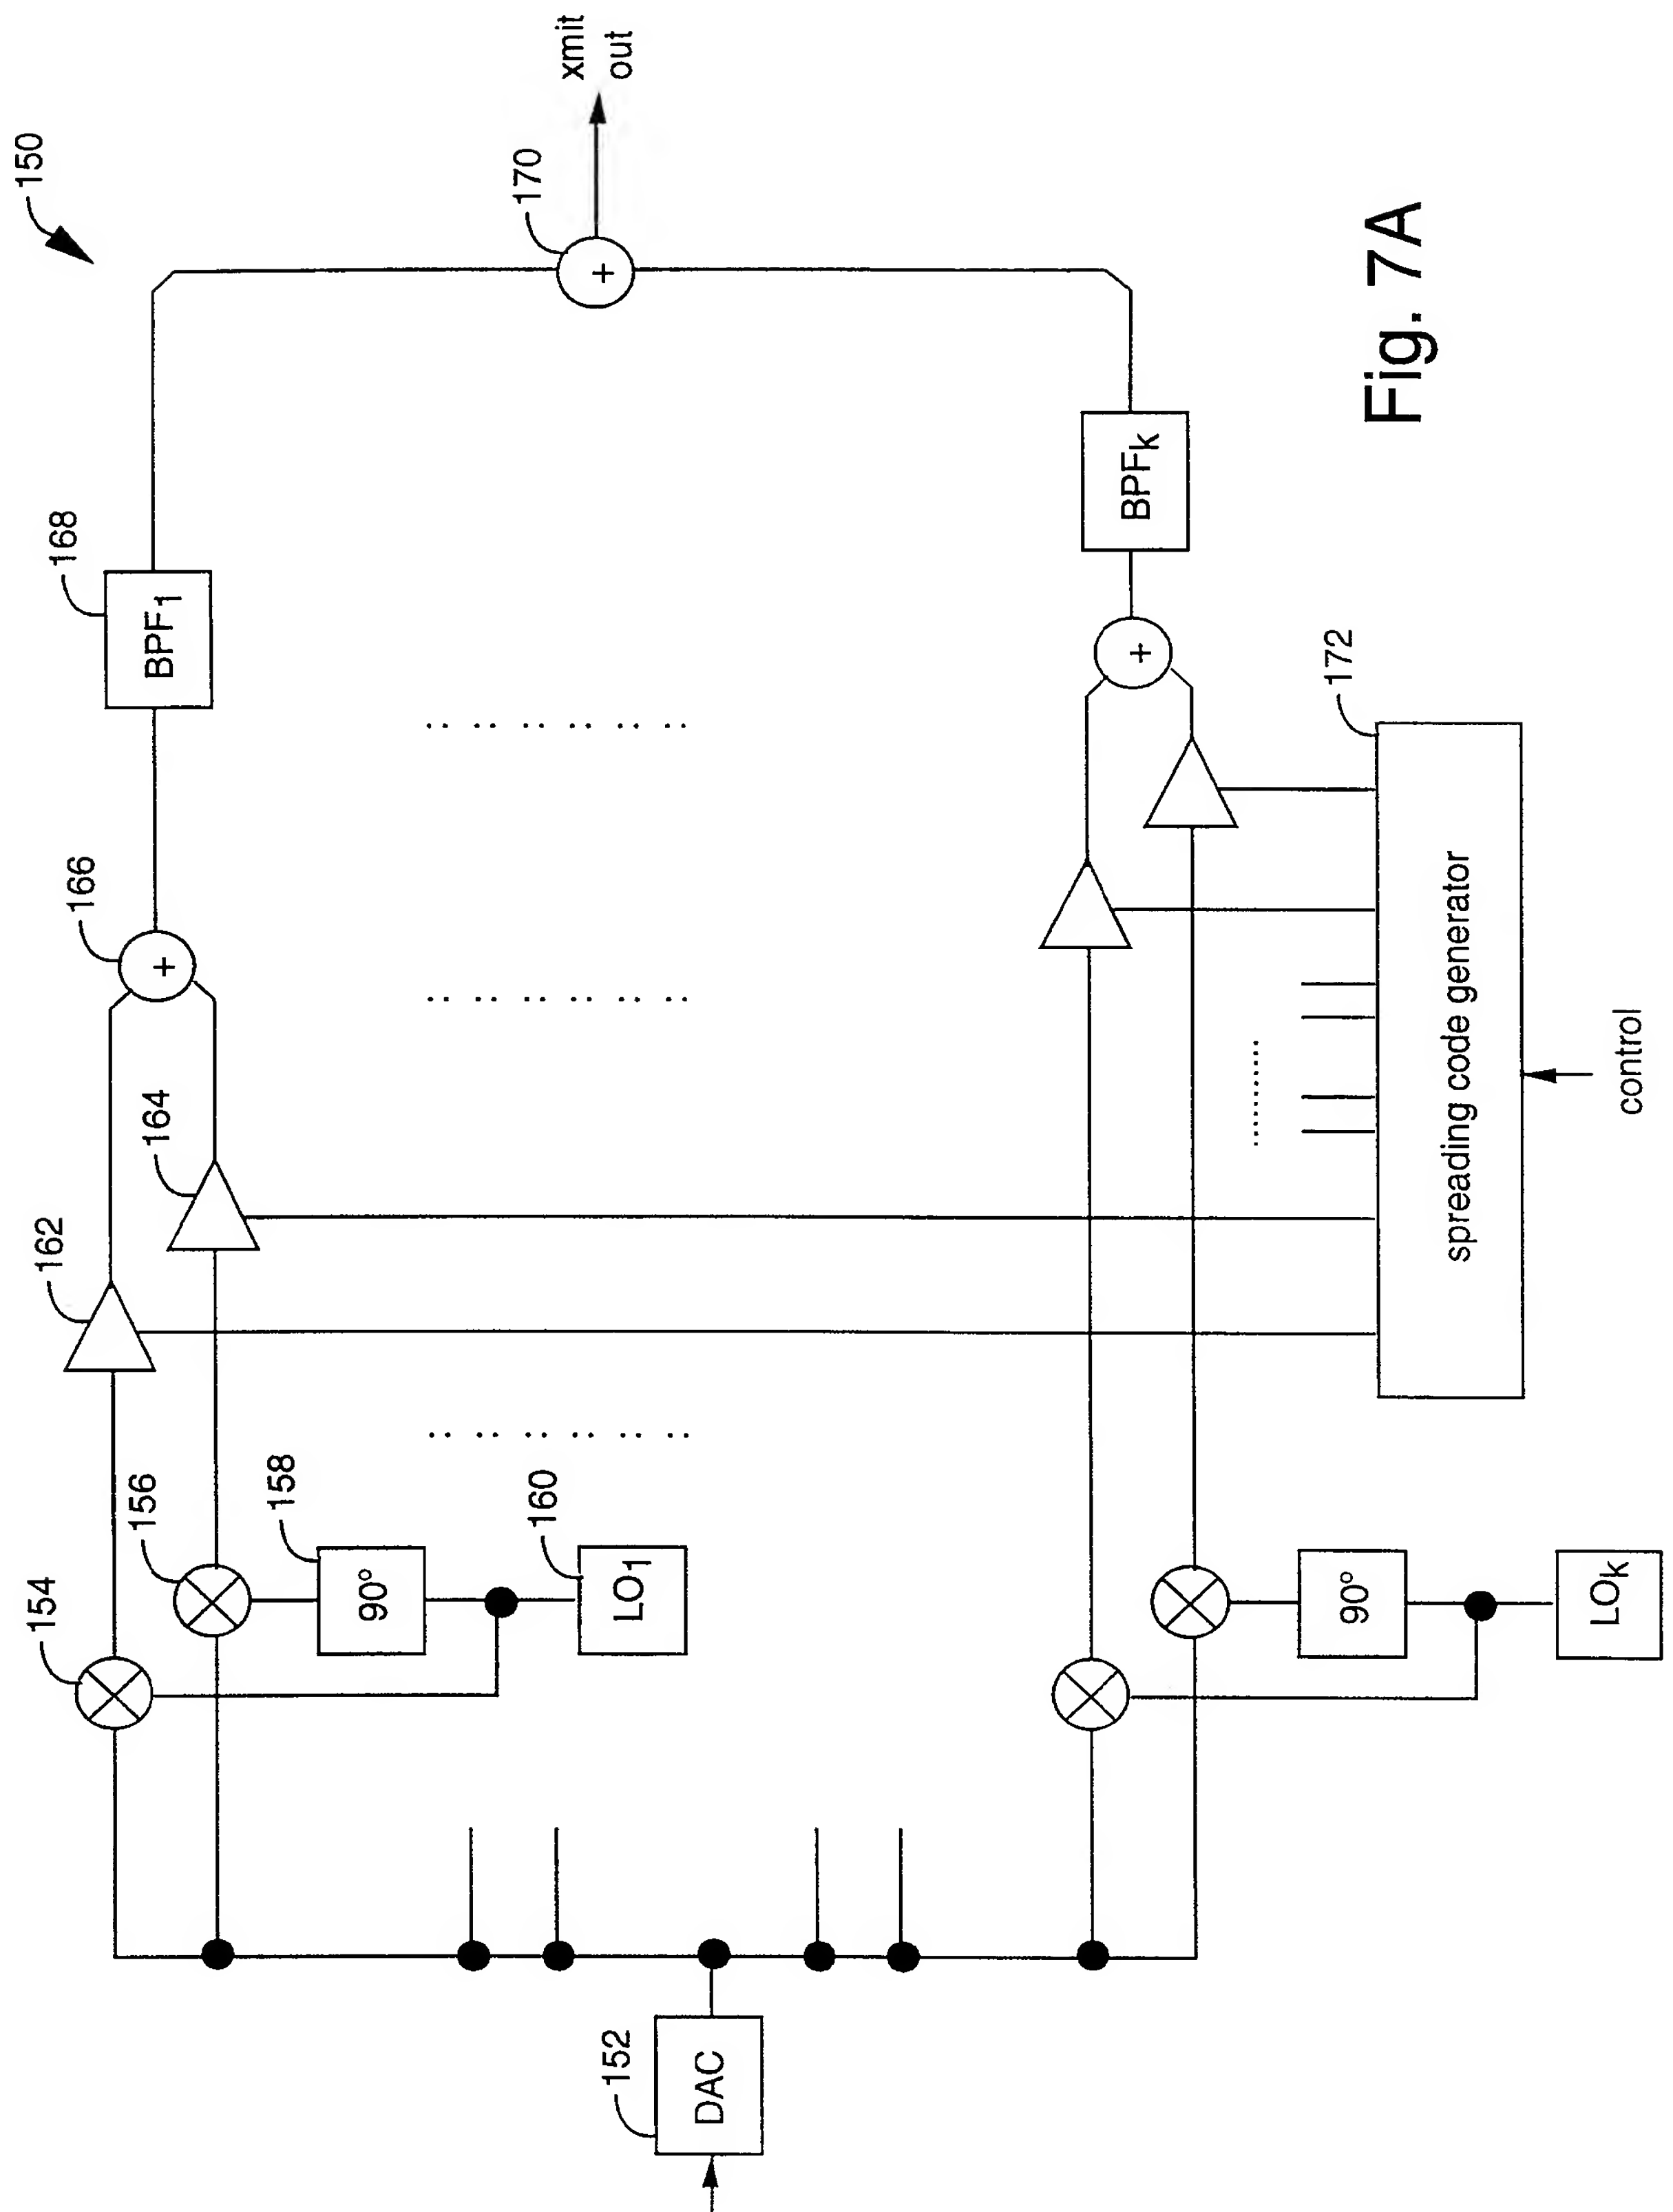 150
xmit
out
170
168
BPF1
166
164
162
156
154
158
90°
160
LO1
152
DAC
BPFk
172
spreading code generator
control
90°
LOk
Fig. 7A